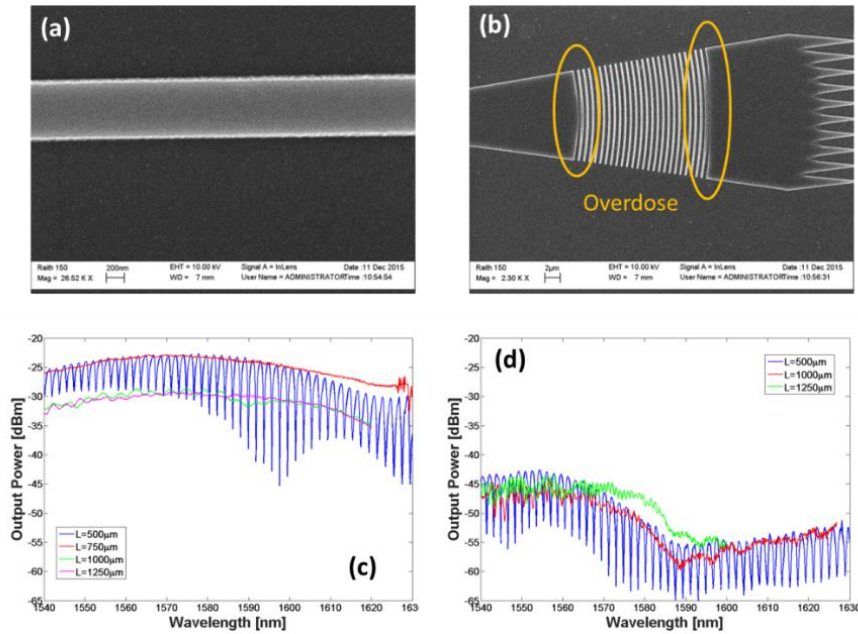 (a)
Raith 150
Mag = 26.52 K X
200nm
EHT = 10.00 kV
WD = 7 mm
Signal A = InLens
User Name = ADMINISTRATOR
Date :11 Dec 2015
Time :10:54:54
(b)
Overdose
Raith 150
Mag = 2.30 K X
2µm
EHT = 10.00 kV
WD = 7 mm
Signal A = InLens
User Name = ADMINISTRATOR
Date :11 Dec 2015
Time :10:56:31
-20
-25
-30
-35
-40
-45
-50
-55
-60
-65
Output Power [dBm]
L=500µm
L=750µm
L=1000µm
L=1250µm
(c)
1540 1550 1560 1570 1580 1590 1600 1610 1620 1630
Wavelength [nm]
-20
-25
-30
-35
-40
-45
-50
-55
-60
-65
Output Power [dBm]
(d)
L=500µm
L=1000µm
L=1250µm
1540 1550 1560 1570 1580 1590 1600 1610 1620 1630
Wavelength [nm]